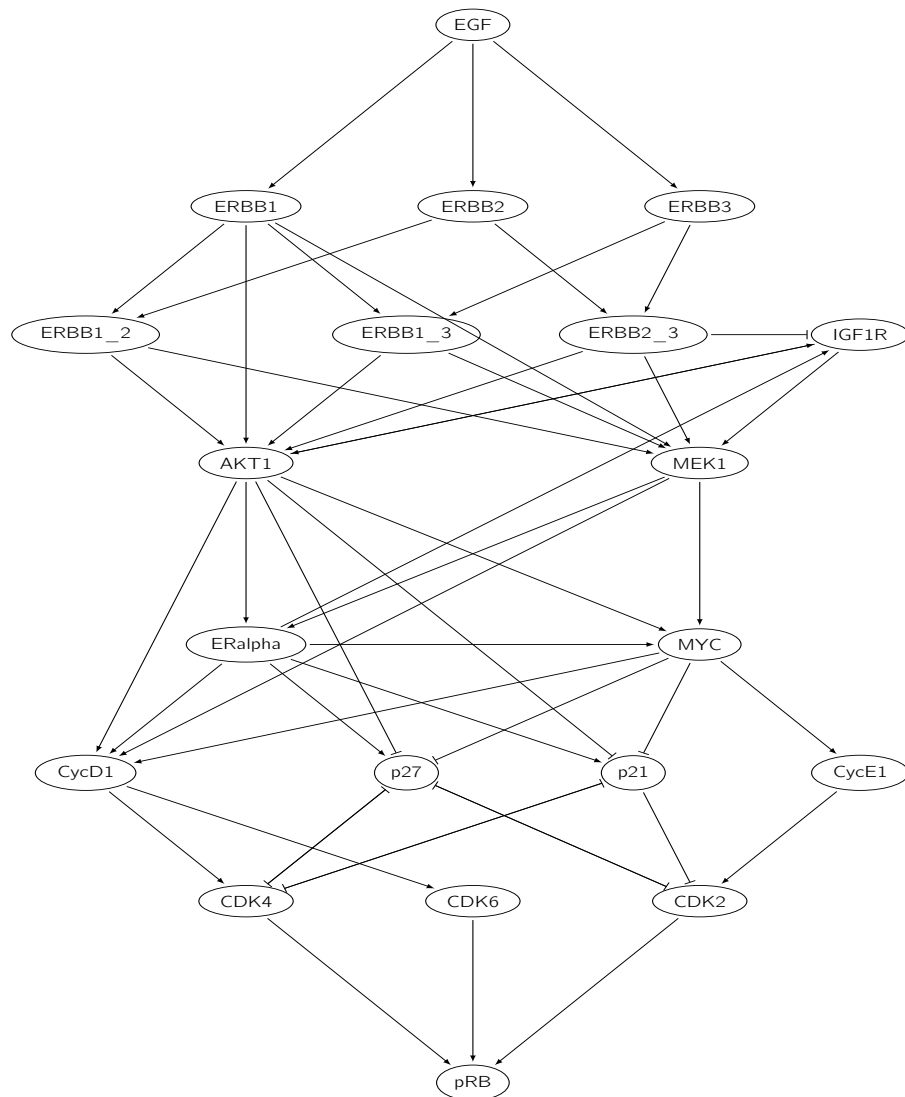 EGF
ERBB1 ERBB2 ERBB3
ERBB1_2 ERBB1_3 ERBB2_3 IGF1R
AKT1 MEK1
ERalpha MYC
CycD1 p27 p21 CycE1
CDK4 CDK6 CDK2
pRB